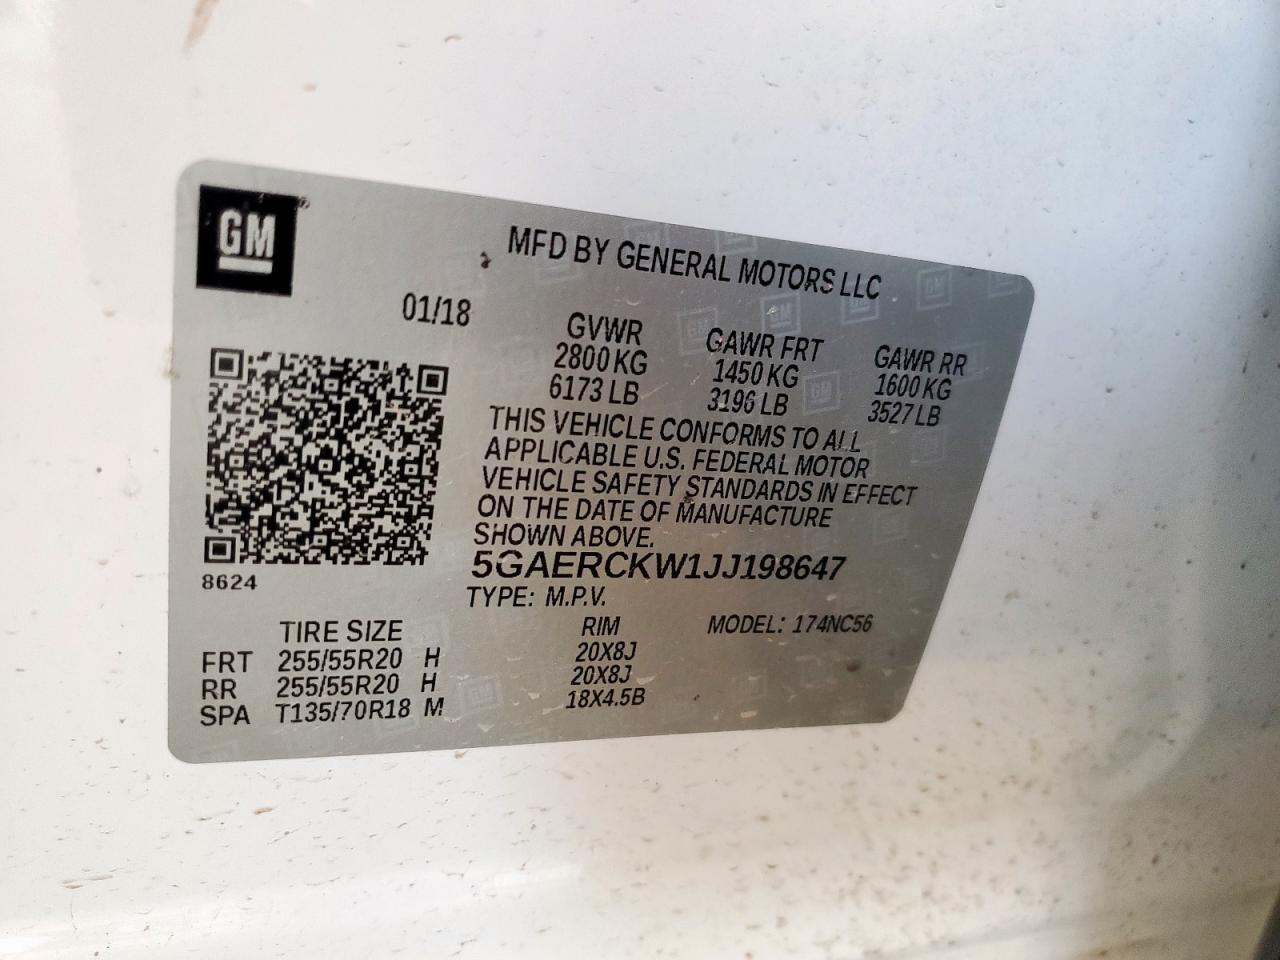 GM
MFD BY GENERAL MOTORS LLC
01/18
GVWR GAWR FRT GAWR RR
2800 KG 1450 KG 1600 KG
6173 LB 3196 LB 3527 LB
THIS VEHICLE CONFORMS TO ALL
APPLICABLE U.S. FEDERAL MOTOR
VEHICLE SAFETY STANDARDS IN EFFECT
ON THE DATE OF MANUFACTURE
SHOWN ABOVE.
5GAERCKW1JJ198647
8624
TYPE: M.P.V.
TIRE SIZE RIM MODEL: 174NC56
FRT 255/55R20 H 20X8J
RR 255/55R20 H 20X8J
SPA T135/70R18 M 18X4.5B